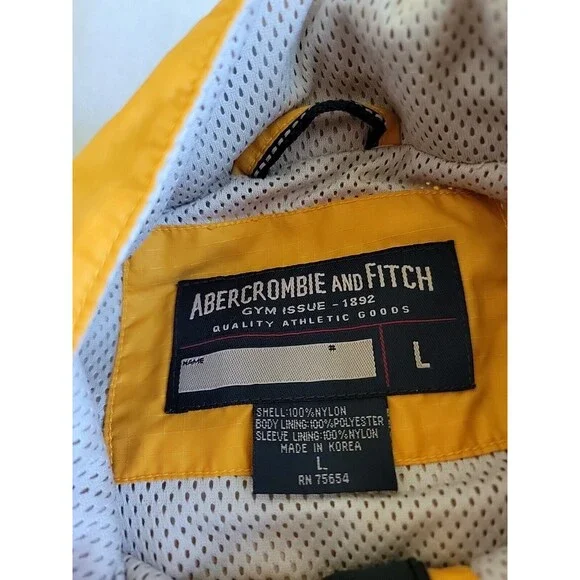 ABERCROMBIE AND FITCH
GYM ISSUE - 1892
QUALITY ATHLETIC GOODS
NAME #
L
SHELL:100%NYLON
BODY LINING:100%POLYESTER
SLEEVE LINING:100%NYLON
MADE IN KOREA
L
RN 75654